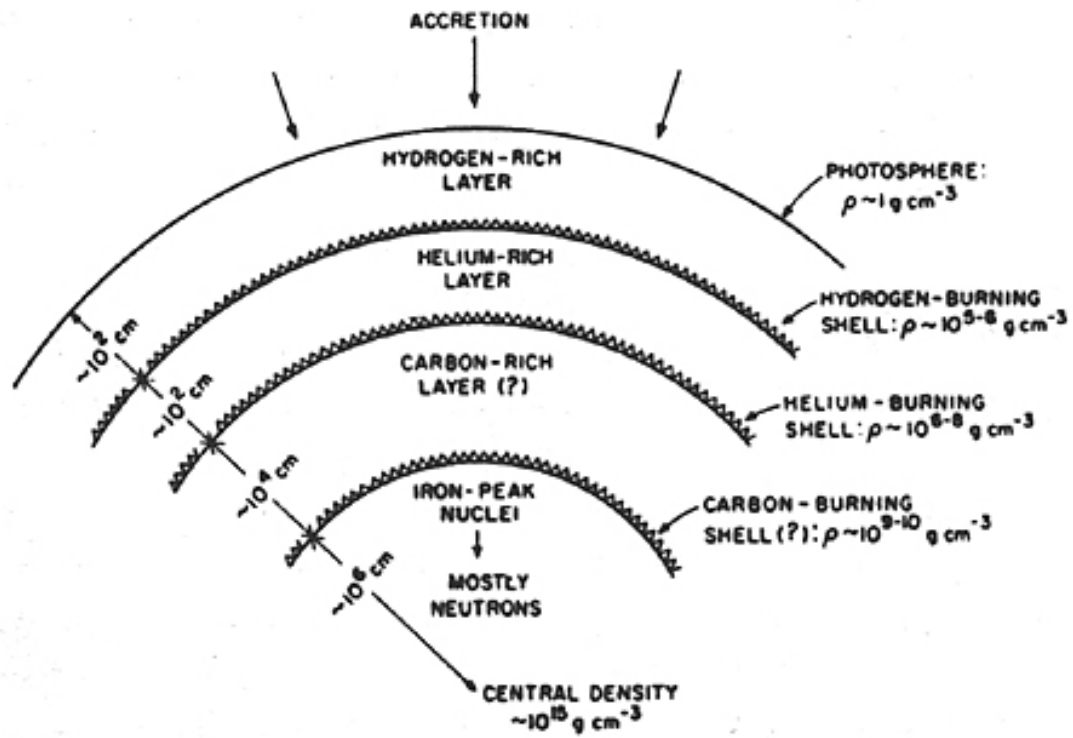 ACCRETION
HYDROGEN-RICH
LAYER
PHOTOSPHERE:
ρ~1 g cm⁻³
HELIUM-RICH
LAYER
HYDROGEN-BURNING
SHELL: ρ~10⁵⁻⁶ g cm⁻³
~10² cm
~10² cm
CARBON-RICH
LAYER (?)
HELIUM-BURNING
SHELL: ρ~10⁶⁻⁸ g cm⁻³
~10⁴ cm
IRON-PEAK
NUCLEI
CARBON-BURNING
SHELL(?): ρ~10⁹⁻¹⁰ g cm⁻³
~10⁶ cm
MOSTLY
NEUTRONS
CENTRAL DENSITY
~10¹⁵ g cm⁻³